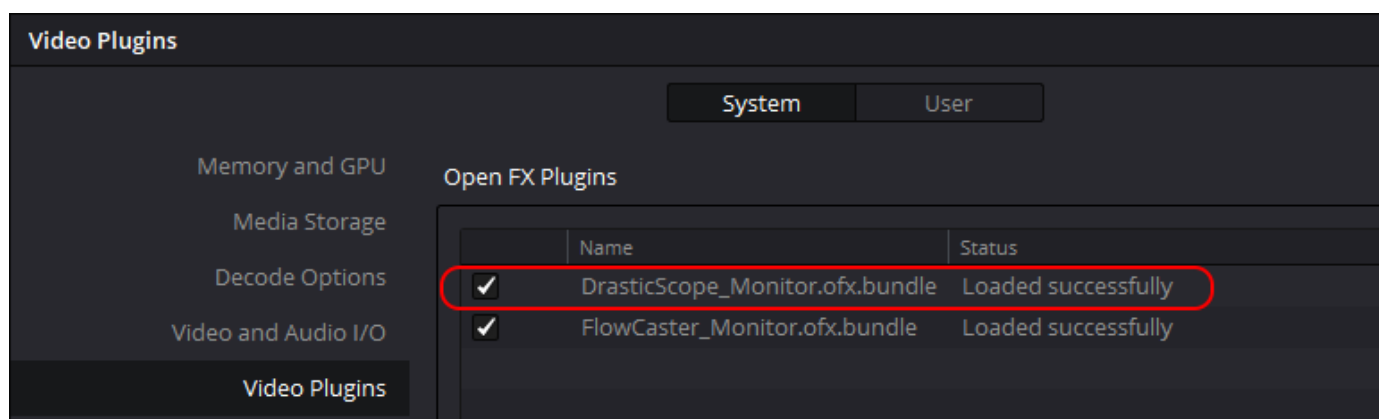 Video Plugins
System User
Memory and GPU
Open FX Plugins
Media Storage
Name Status
Decode Options
DrasticScope_Monitor.ofx.bundle Loaded successfully
Video and Audio I/O
FlowCaster_Monitor.ofx.bundle Loaded successfully
Video Plugins